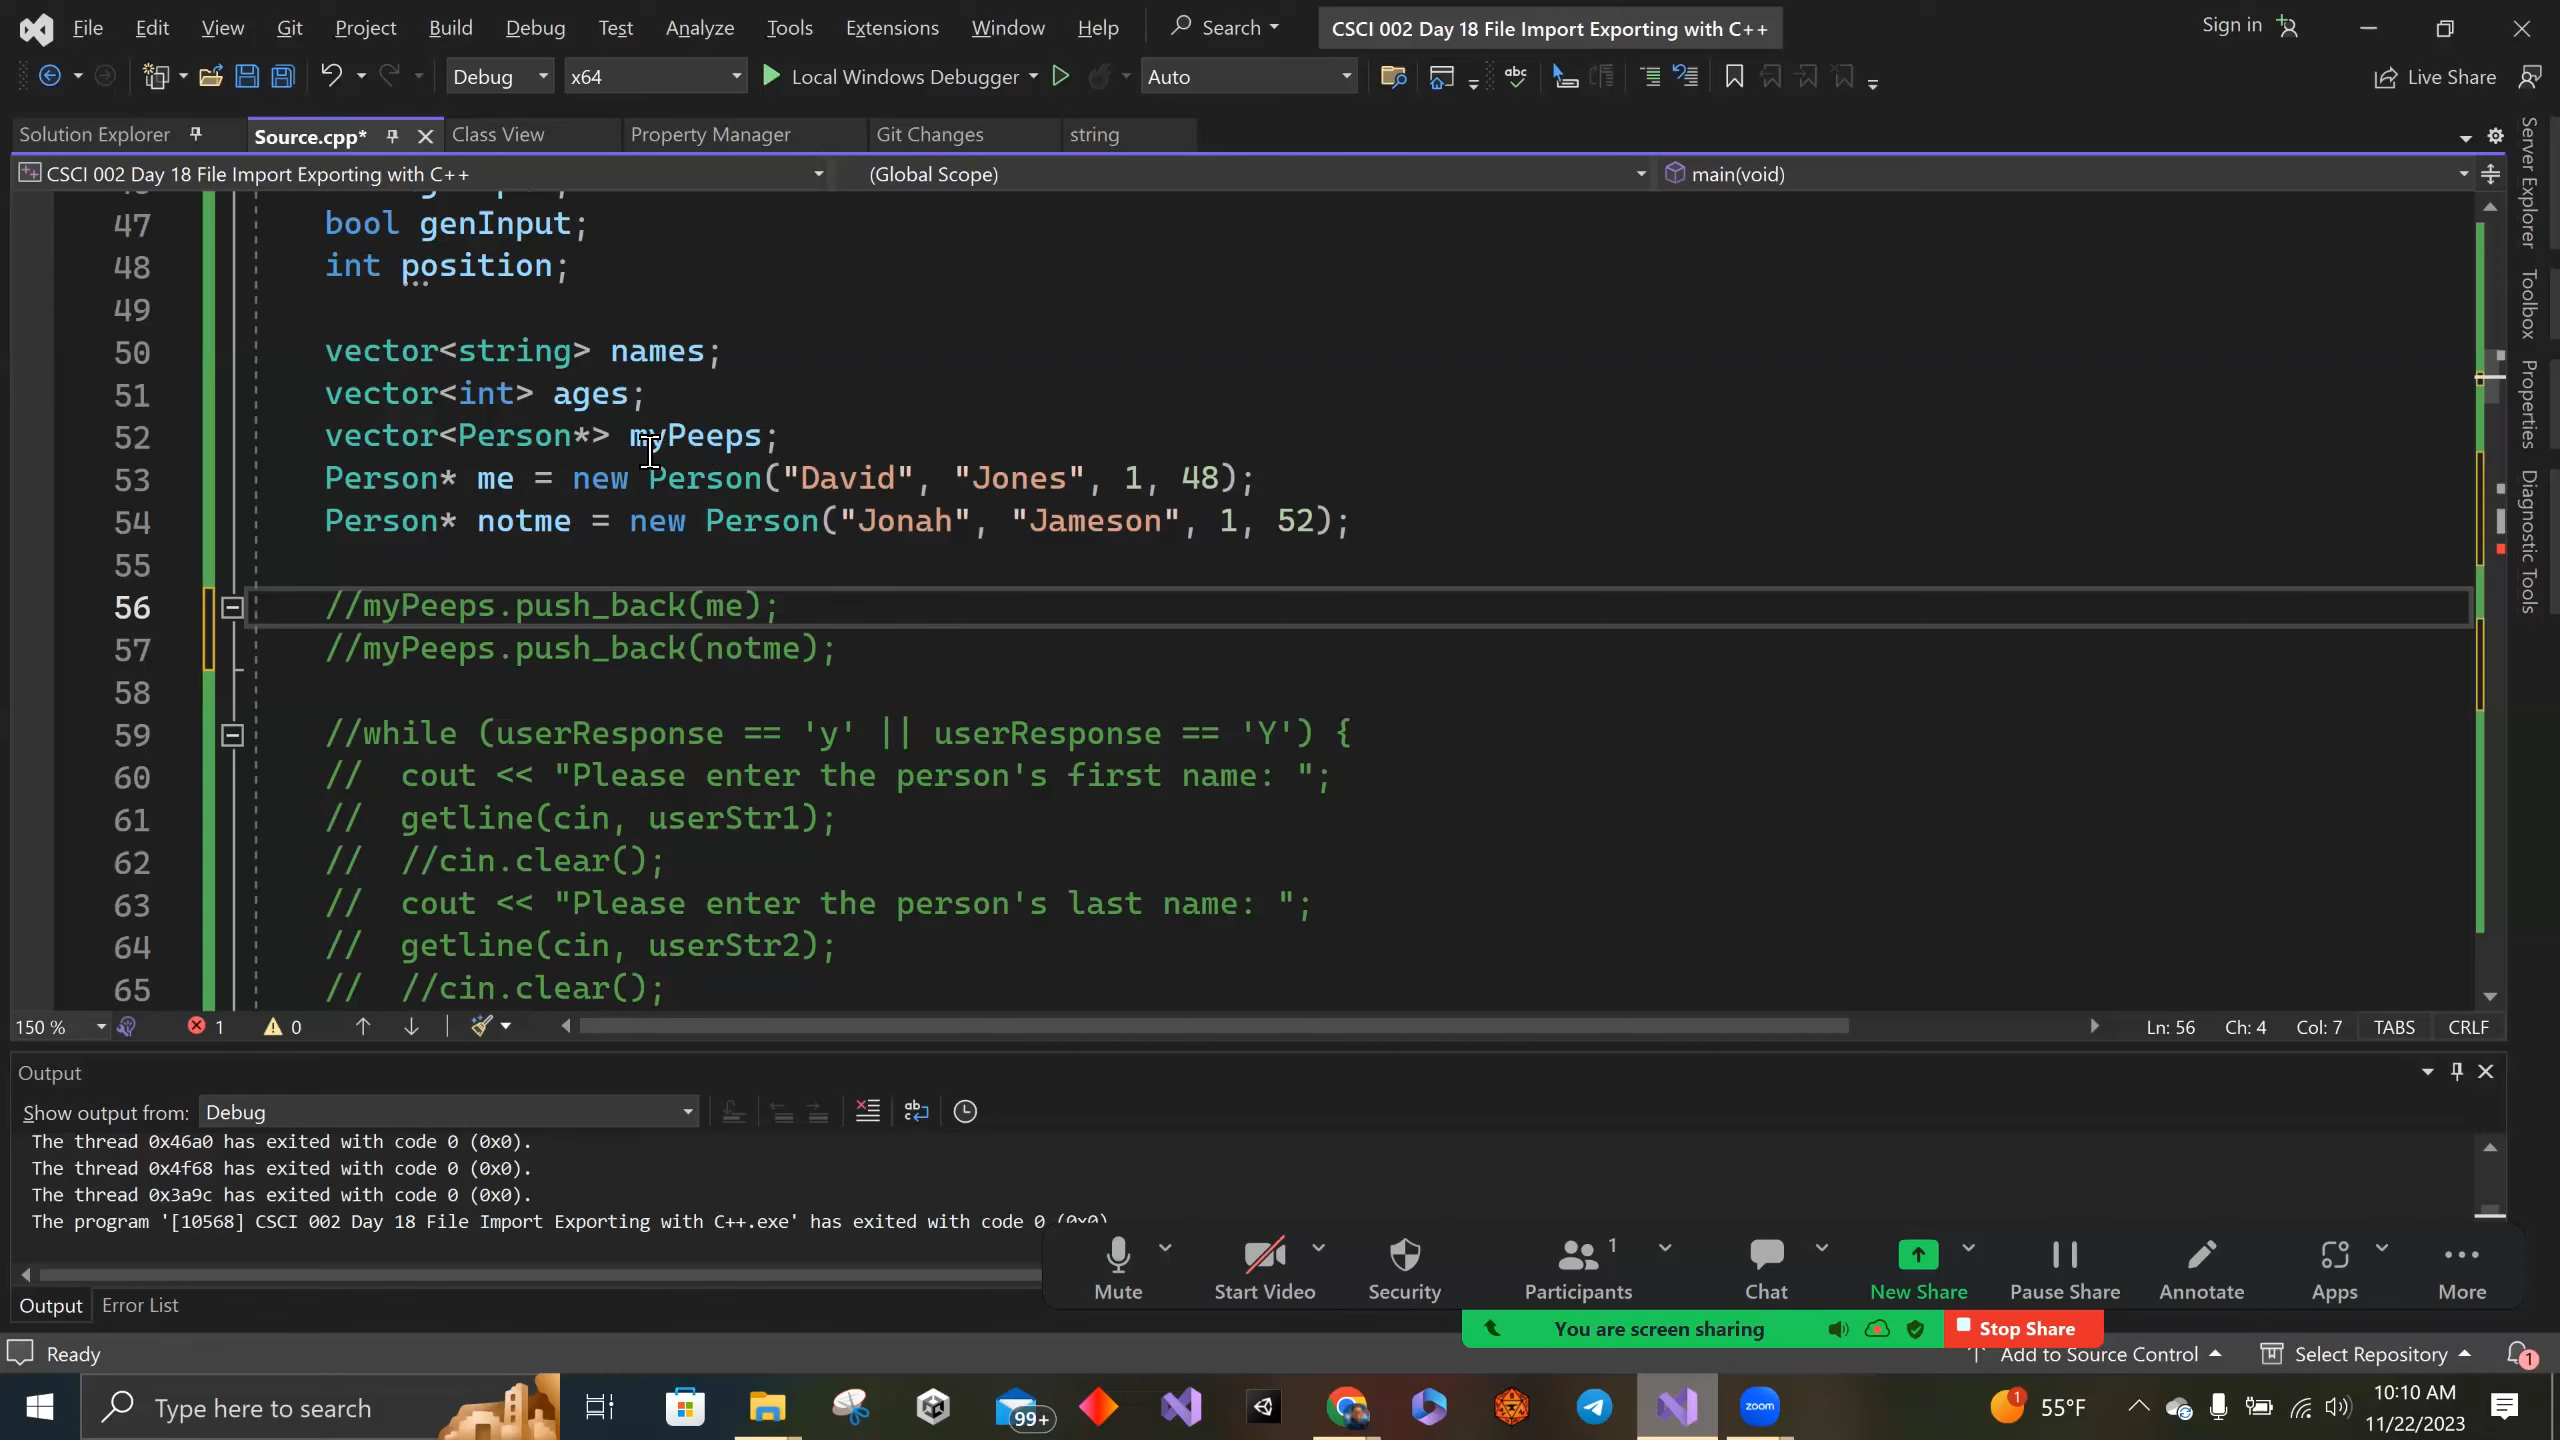 File Edit View Git Project Build Debug Test Analyze Tools Extensions Window Help Search CSCI 002 Day 18 File Import Exporting with C++ Sign in
Debug x64 Local Windows Debugger Auto Live Share
Solution Explorer Source.cpp* Class View Property Manager Git Changes string
CSCI 002 Day 18 File Import Exporting with C++ (Global Scope) main(void)
47 bool genInput;
48 int position;
49
50 vector<string> names;
51 vector<int> ages;
52 vector<Person*> myPeeps;
53 Person* me = new Person("David", "Jones", 1, 48);
54 Person* notme = new Person("Jonah", "Jameson", 1, 52);
55
56 //myPeeps.push_back(me);
57 //myPeeps.push_back(notme);
58
59 //while (userResponse == 'y' || userResponse == 'Y') {
60 // cout << "Please enter the person's first name: ";
61 // getline(cin, userStr1);
62 // //cin.clear();
63 // cout << "Please enter the person's last name: ";
64 // getline(cin, userStr2);
65 // //cin.clear();
Server Explorer
Toolbox
Properties
Diagnostic Tools
150 % 1 0 Ln: 56 Ch: 4 Col: 7 TABS CRLF
Output
Show output from: Debug
The thread 0x46a0 has exited with code 0 (0x0).
The thread 0x4f68 has exited with code 0 (0x0).
The thread 0x3a9c has exited with code 0 (0x0).
The program '[10568] CSCI 002 Day 18 File Import Exporting with C++.exe' has exited with code 0 (0x0)
1
Mute Start Video Security Participants Chat New Share Pause Share Annotate Apps More
Output Error List
You are screen sharing Stop Share
Ready Add to Source Control Select Repository 1
Type here to search 99+ zoom 1 55°F 10:10 AM
11/22/2023